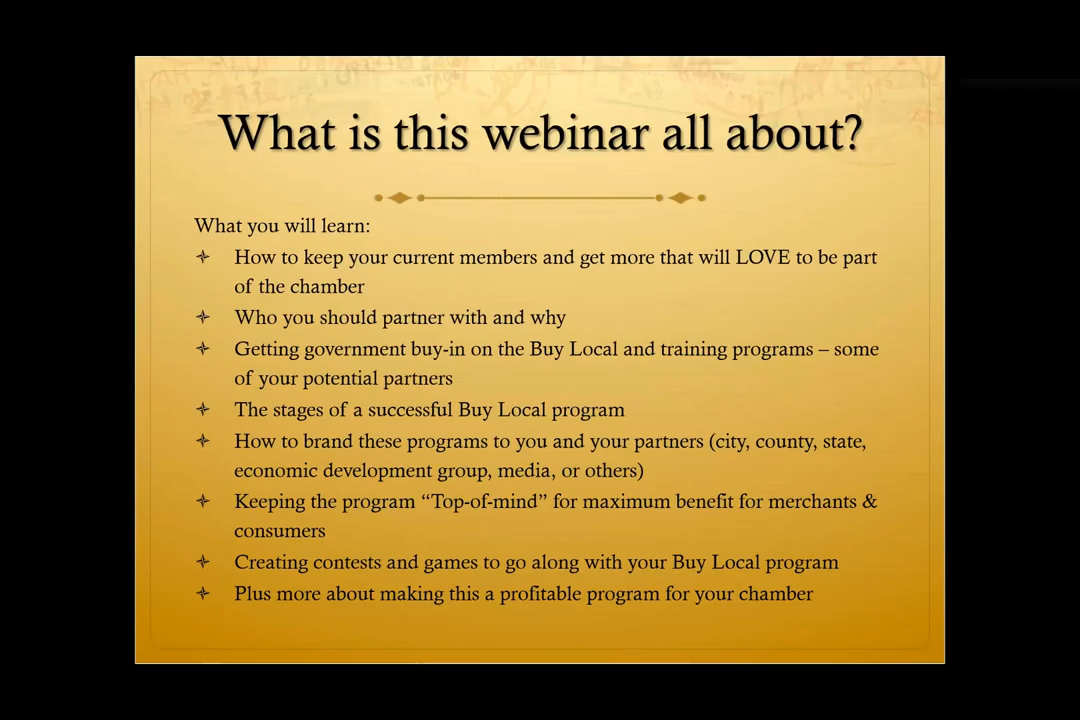 What is this webinar all about?
What you will learn:
How to keep your current members and get more that will LOVE to be part
of the chamber
Who you should partner with and why
Getting government buy-in on the Buy Local and training programs – some
of your potential partners
The stages of a successful Buy Local program
How to brand these programs to you and your partners (city, county, state,
economic development group, media, or others)
Keeping the program “Top-of-mind” for maximum benefit for merchants &
consumers
Creating contests and games to go along with your Buy Local program
Plus more about making this a profitable program for your chamber